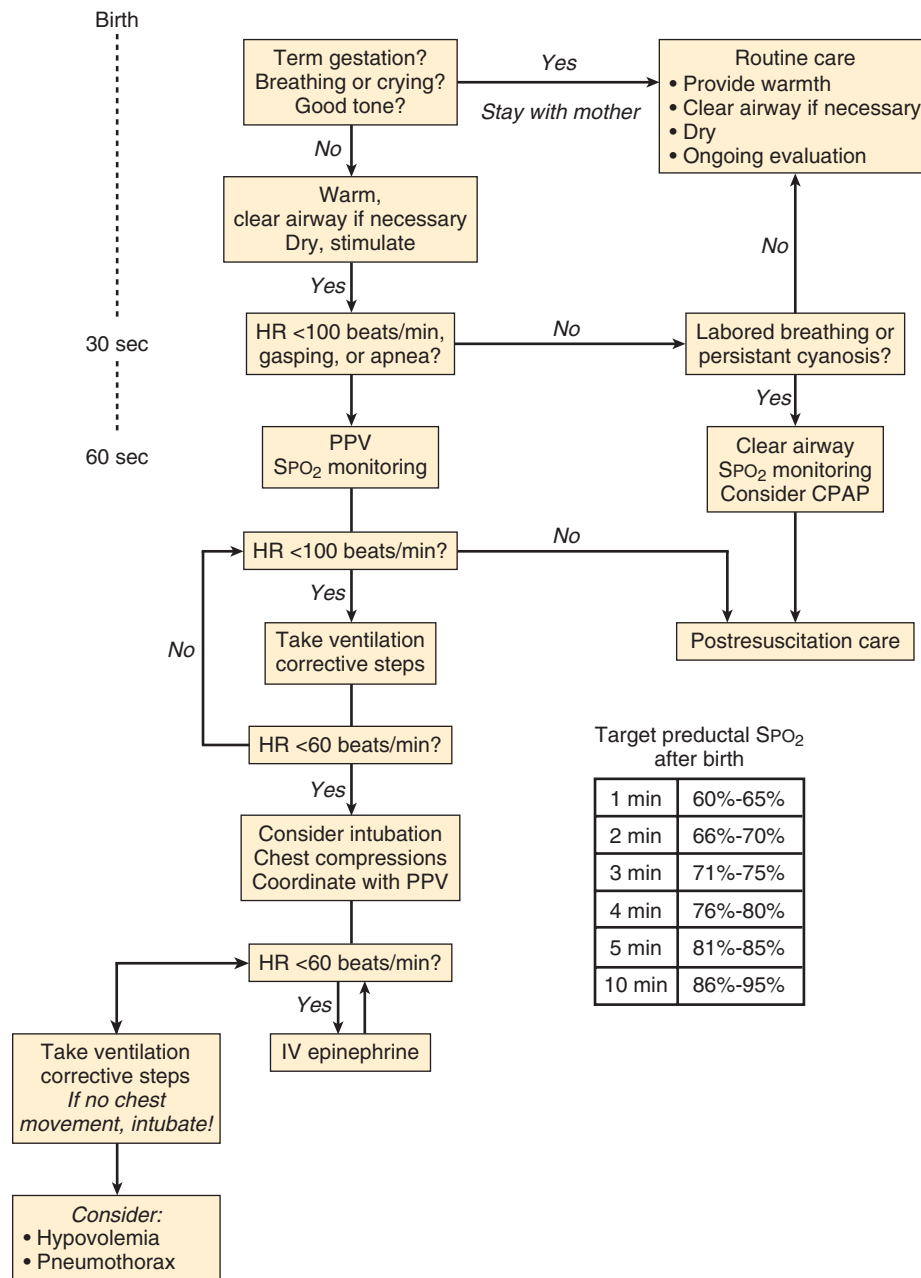 Birth
Term gestation?
Breathing or crying?
Good tone?
Yes
Stay with mother
Routine care
• Provide warmth
• Clear airway if necessary
• Dry
• Ongoing evaluation
No
Warm,
clear airway if necessary
Dry, stimulate
No
Yes
30 sec
HR <100 beats/min,
gasping, or apnea?
No
Labored breathing or
persistant cyanosis?
Yes
60 sec
PPV
SPO₂ monitoring
Clear airway
SPO₂ monitoring
Consider CPAP
HR <100 beats/min?
No
Yes
No
Take ventilation
corrective steps
Postresuscitation care
HR <60 beats/min?
Yes
Consider intubation
Chest compressions
Coordinate with PPV
HR <60 beats/min?
Yes
IV epinephrine
Take ventilation
corrective steps
If no chest
movement, intubate!
Consider:
• Hypovolemia
• Pneumothorax
Target preductal SPO₂
after birth
1 min 60%-65%
2 min 66%-70%
3 min 71%-75%
4 min 76%-80%
5 min 81%-85%
10 min 86%-95%